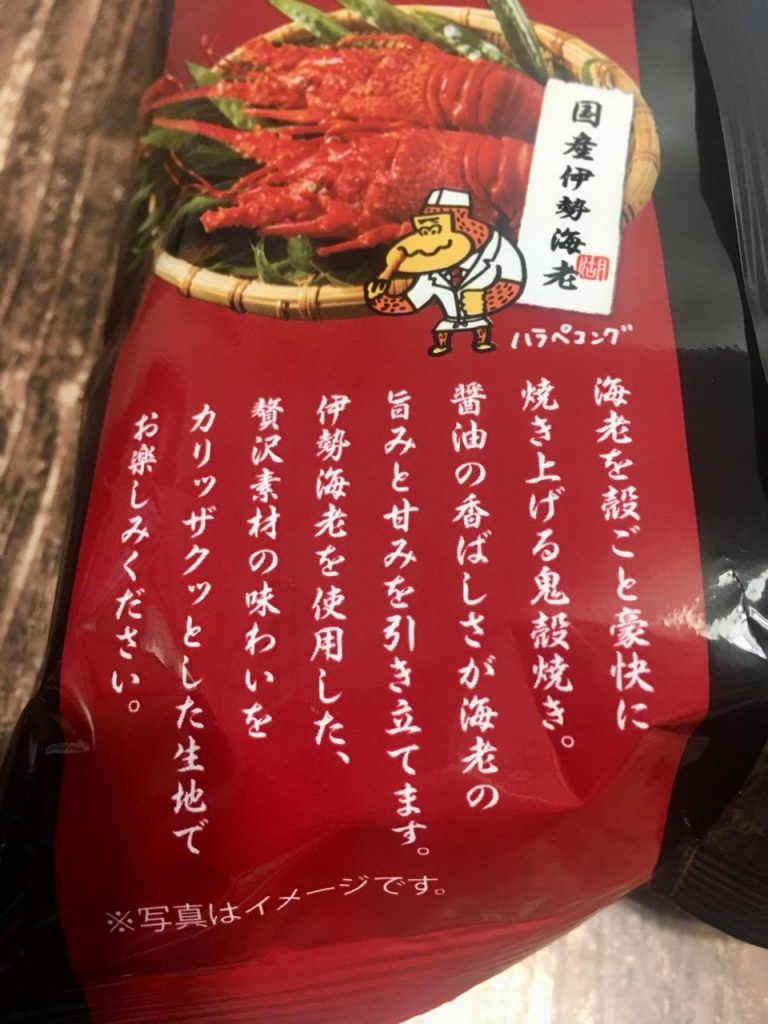 国産伊勢海老
湖月
ハラペコング
海老を殻ごと豪快に
焼き上げる鬼殻焼き。
醤油の香ばしさが海老の
旨みと甘みを引き立てます。
伊勢海老を使用した、
贅沢素材の味わいを
カリッザクッとした生地で
お楽しみください。
※写真はイメージです。